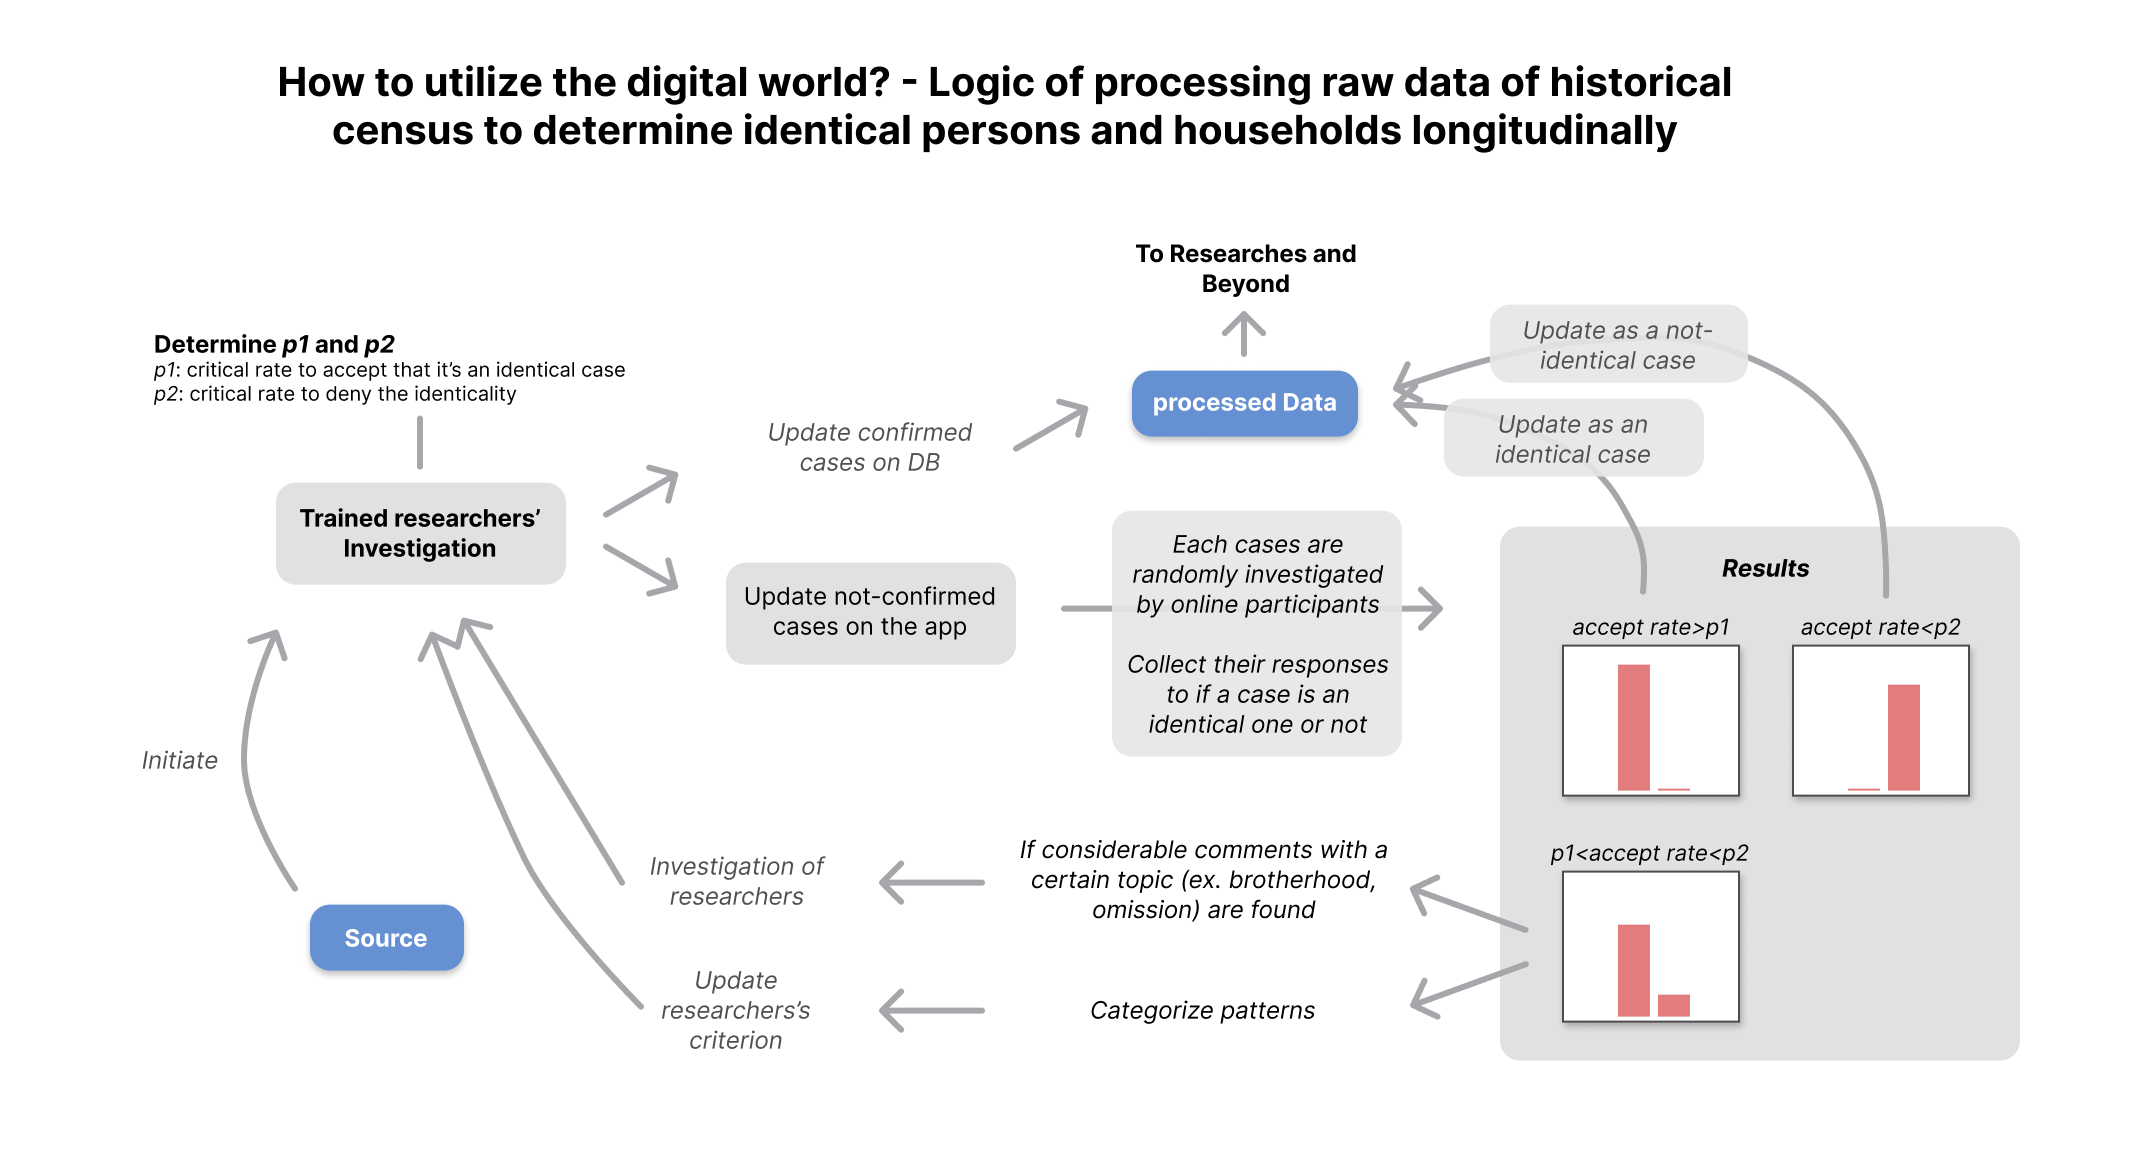 How to utilize the digital world? - Logic of processing raw data of historical
census to determine identical persons and households longitudinally
To Researches and
Beyond
Determine p1 and p2
p1: critical rate to accept that it’s an identical case
p2: critical rate to deny the identicality
Update as a not-
identical case
processed Data
Update confirmed
cases on DB
Update as an
identical case
Trained researchers’
Investigation
Update not-confirmed
cases on the app
Each cases are
randomly investigated
by online participants
Collect their responses
to if a case is an
identical one or not
Results
accept rate>p1
accept rate<p2
Initiate
p1<accept rate<p2
Investigation of
researchers
If considerable comments with a
certain topic (ex. brotherhood,
omission) are found
Source
Update
researchers’s
criterion
Categorize patterns